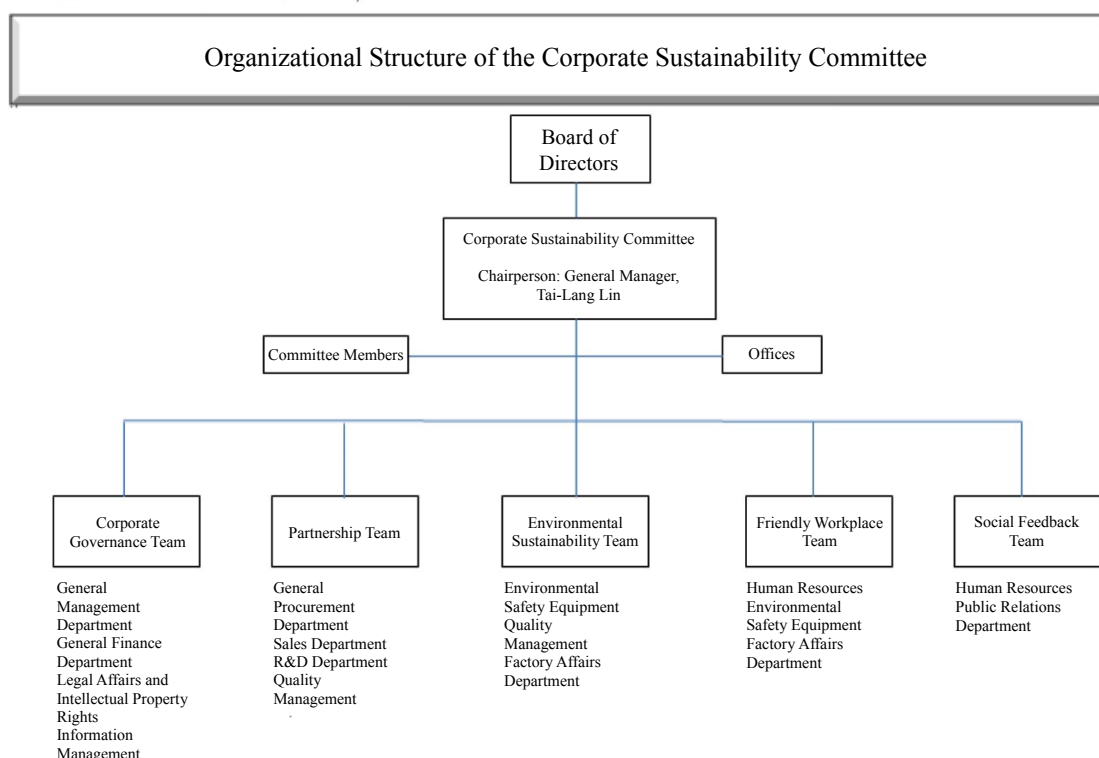 Organizational Structure of the Corporate Sustainability Committee
Board of
Directors
Corporate Sustainability Committee
Chairperson: General Manager,
Tai-Lang Lin
Committee Members
Offices
Corporate
Governance Team
Partnership Team
Environmental
Sustainability Team
Friendly Workplace
Team
Social Feedback
Team
General
Management
Department
General Finance
Department
Legal Affairs and
Intellectual Property
Rights
Information
Management
General
Procurement
Department
Sales Department
R&D Department
Quality
Management
Environmental
Safety Equipment
Quality
Management
Factory Affairs
Department
Human Resources
Environmental
Safety Equipment
Factory Affairs
Department
Human Resources
Public Relations
Department